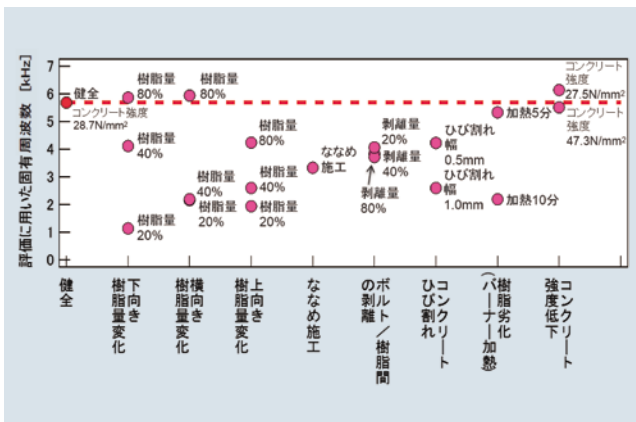 評価に用いた固有周波数 [kHz]
7
6
5
4
3
2
1
0
健全
コンクリート強度
28.7N/mm²
樹脂量
80%
樹脂量
40%
樹脂量
20%
樹脂量
80%
樹脂量
40%
樹脂量
20%
樹脂量
80%
樹脂量
40%
樹脂量
20%
ななめ
施工
剥離量
20%
剥離量
40%
剥離量
80%
ひび割れ
幅
0.5mm
ひび割れ
幅
1.0mm
加熱5分
加熱10分
コンクリート
強度
27.5N/mm²
コンクリート
強度
47.3N/mm²
健全
下向き
樹脂量変化
横向き
樹脂量変化
上向き
樹脂量変化
ななめ施工
ボルト/樹脂間
の剥離
コンクリート
ひび割れ
樹脂劣化
(バーナー加熱)
コンクリート
強度低下